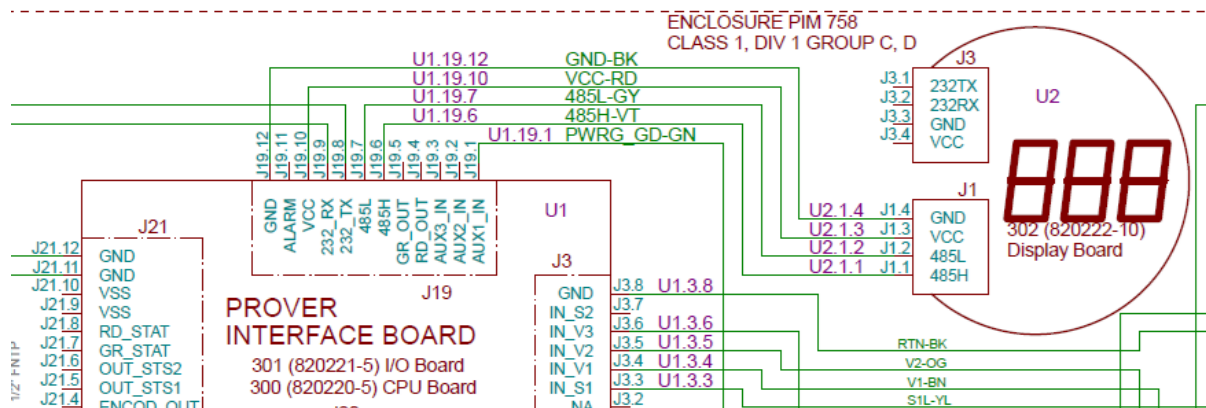 ENCLOSURE PIM 758
CLASS 1, DIV 1 GROUP C, D
U1.19.12 GND-BK
U1.19.10 VCC-RD
U1.19.7 485L-GY
U1.19.6 485H-VT
U1.19.1 PWRG_GD-GN
J3
J3.1 232TX
J3.2 232RX
J3.3 GND
J3.4 VCC
U2
888
J1
U2.1.4 J1.4 GND
U2.1.3 J1.3 VCC
U2.1.2 J1.2 485L
U2.1.1 J1.1 485H
302 (820222-10)
Display Board
J19.12 GND
J19.11 ALARM
J19.10 VCC
J19.9 232_RX
J19.8 232_TX
J19.7 485L
J19.6 485H
J19.5 GR_OUT
J19.4 RD_OUT
J19.3 AUX3_IN
J19.2 AUX2_IN
J19.1 AUX1_IN
J19
U1
J21
J21.12 GND
J21.11 GND
J21.10 VSS
J21.9 VSS
J21.8 RD_STAT
J21.7 GR_STAT
J21.6 OUT_STS2
J21.5 OUT_STS1
J21.4 ENCOD_OUT
PROVER
INTERFACE BOARD
301 (820221-5) I/O Board
300 (820220-5) CPU Board
J3
GND J3.8 U1.3.8
IN_S2 J3.7
IN_V3 J3.6 U1.3.6
IN_V2 J3.5 U1.3.5
IN_V1 J3.4 U1.3.4
IN_S1 J3.3 U1.3.3
NA J3.2
RTN-BK
V2-OG
V1-BN
S1L-YL